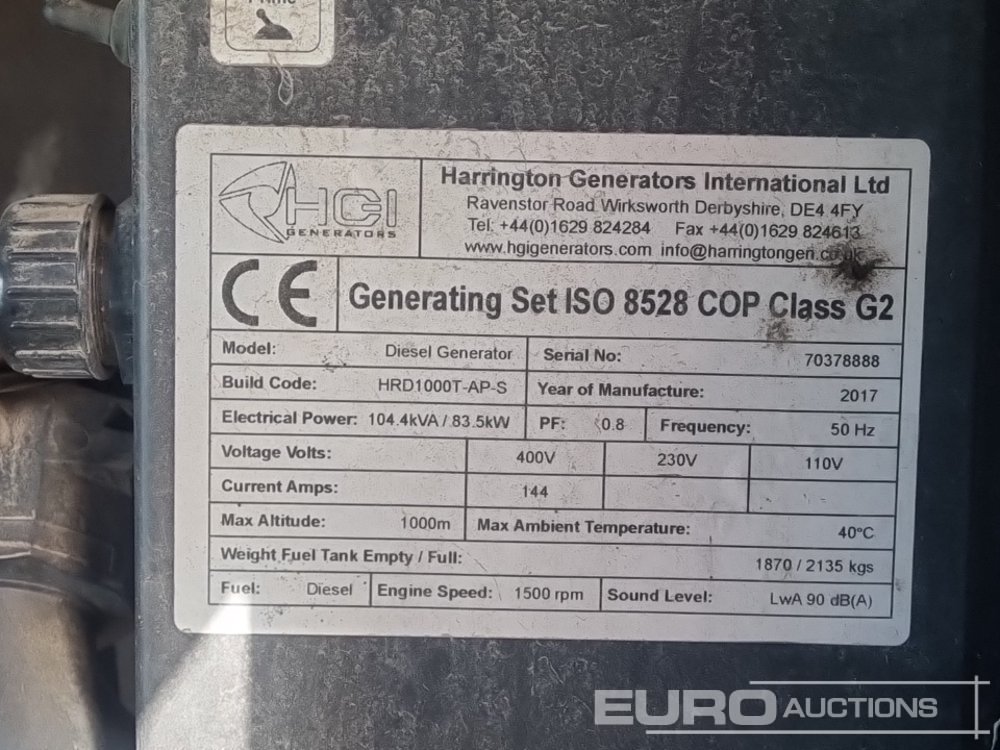 HGI
GENERATORS
Harrington Generators International Ltd
Ravenstor Road Wirksworth Derbyshire, DE4 4FY
Tel: +44(0)1629 824284 Fax +44(0)1629 824613
www.hgigenerators.com info@harringtongen.co.uk
CE
Generating Set ISO 8528 COP Class G2
Model: Diesel Generator Serial No: 70378888
Build Code: HRD1000T-AP-S Year of Manufacture: 2017
Electrical Power: 104.4kVA / 83.5kW PF: 0.8 Frequency: 50 Hz
Voltage Volts: 400V 230V 110V
Current Amps: 144 - -
Max Altitude: 1000m Max Ambient Temperature: 40°C
Weight Fuel Tank Empty / Full: 1870 / 2135 kgs
Fuel: Diesel Engine Speed: 1500 rpm Sound Level: LwA 90 dB(A)
EURO AUCTIONS